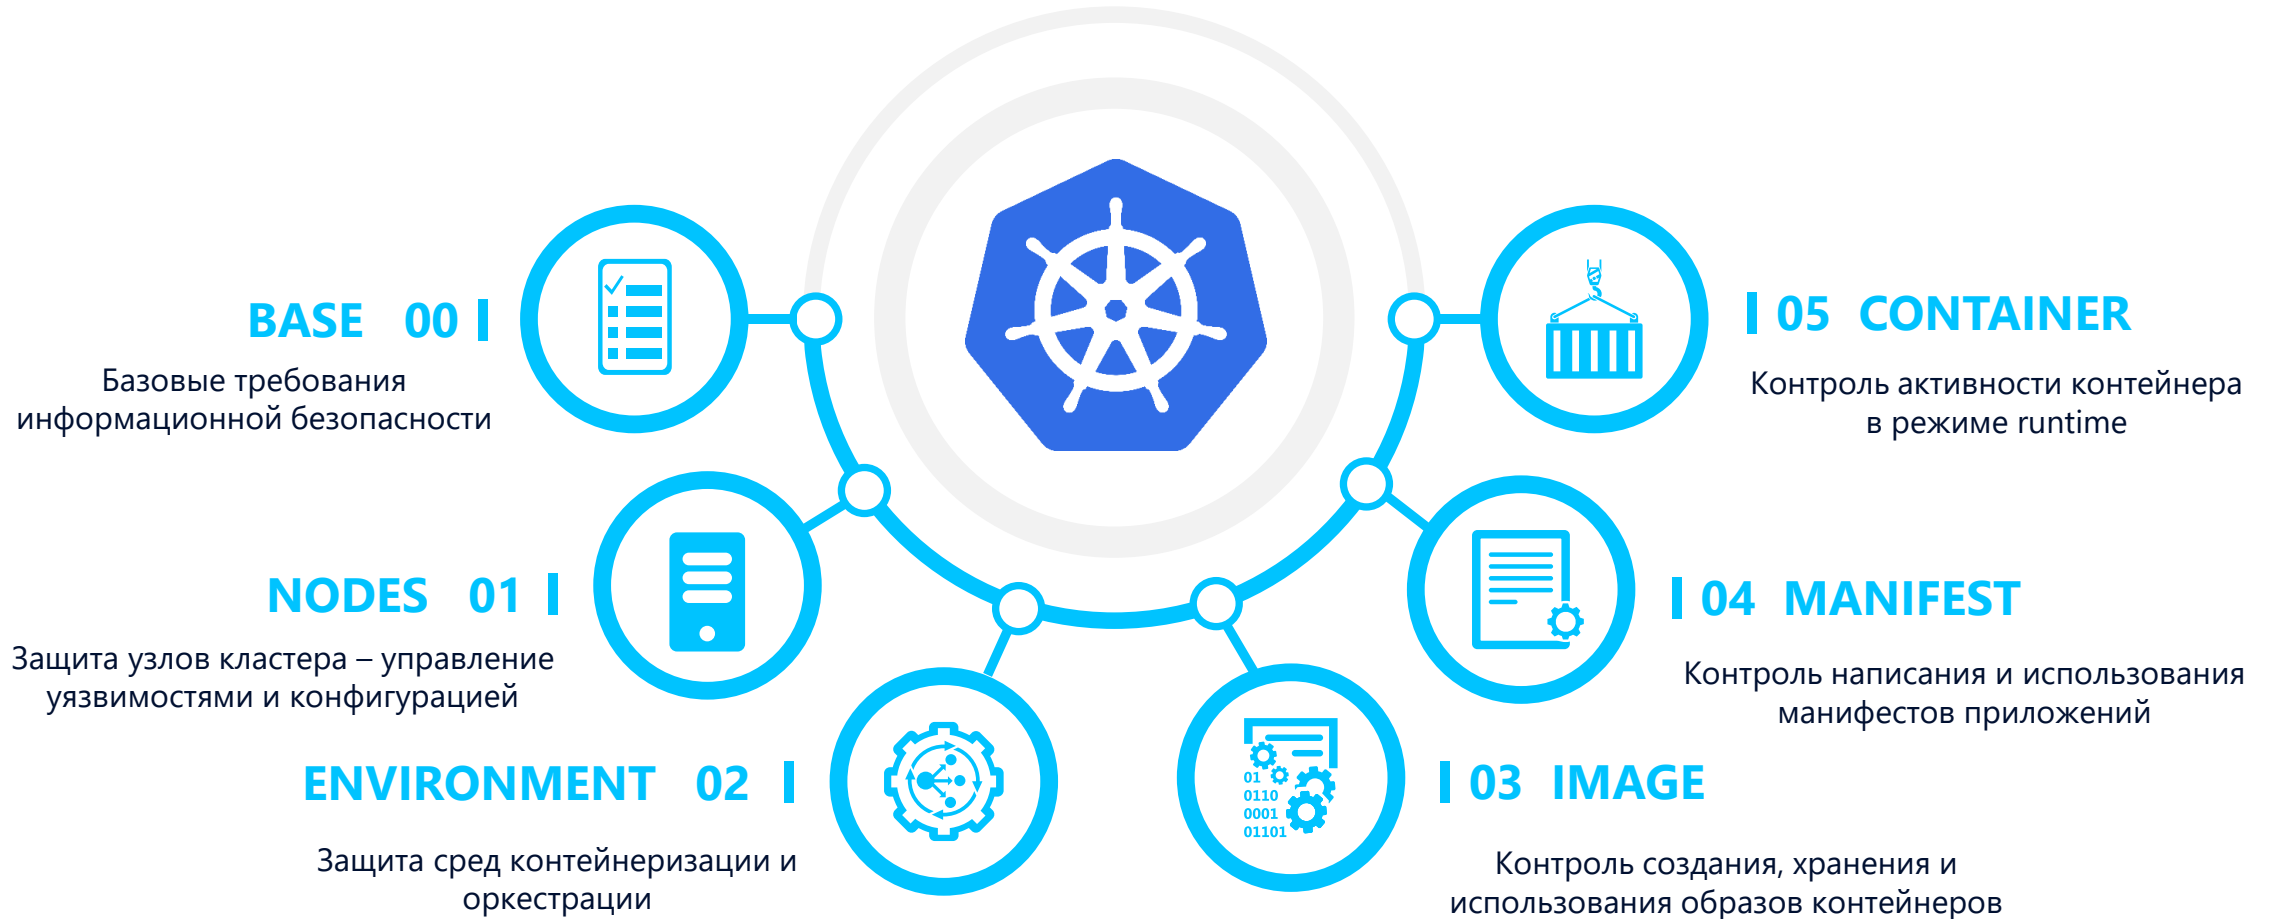 BASE 00
Базовые требования
информационной безопасности
NODES 01
Защита узлов кластера – управление
уязвимостями и конфигурацией
ENVIRONMENT 02
Защита сред контейнеризации и
оркестрации
01
0110
0001
01101
03 IMAGE
Контроль создания, хранения и
использования образов контейнеров
04 MANIFEST
Контроль написания и использования
манифестов приложений
05 CONTAINER
Контроль активности контейнера
в режиме runtime